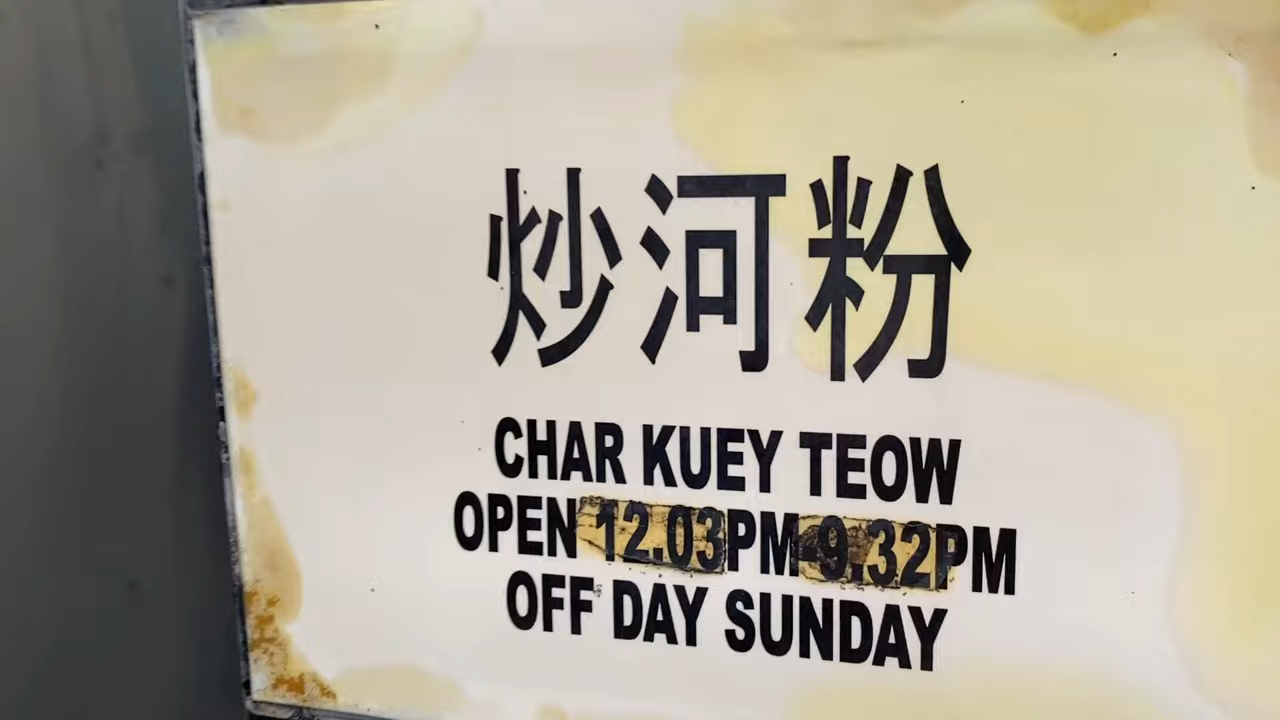 炒河粉
CHAR KUEY TEOW
OPEN 12.03PM-9.32PM
OFF DAY SUNDAY